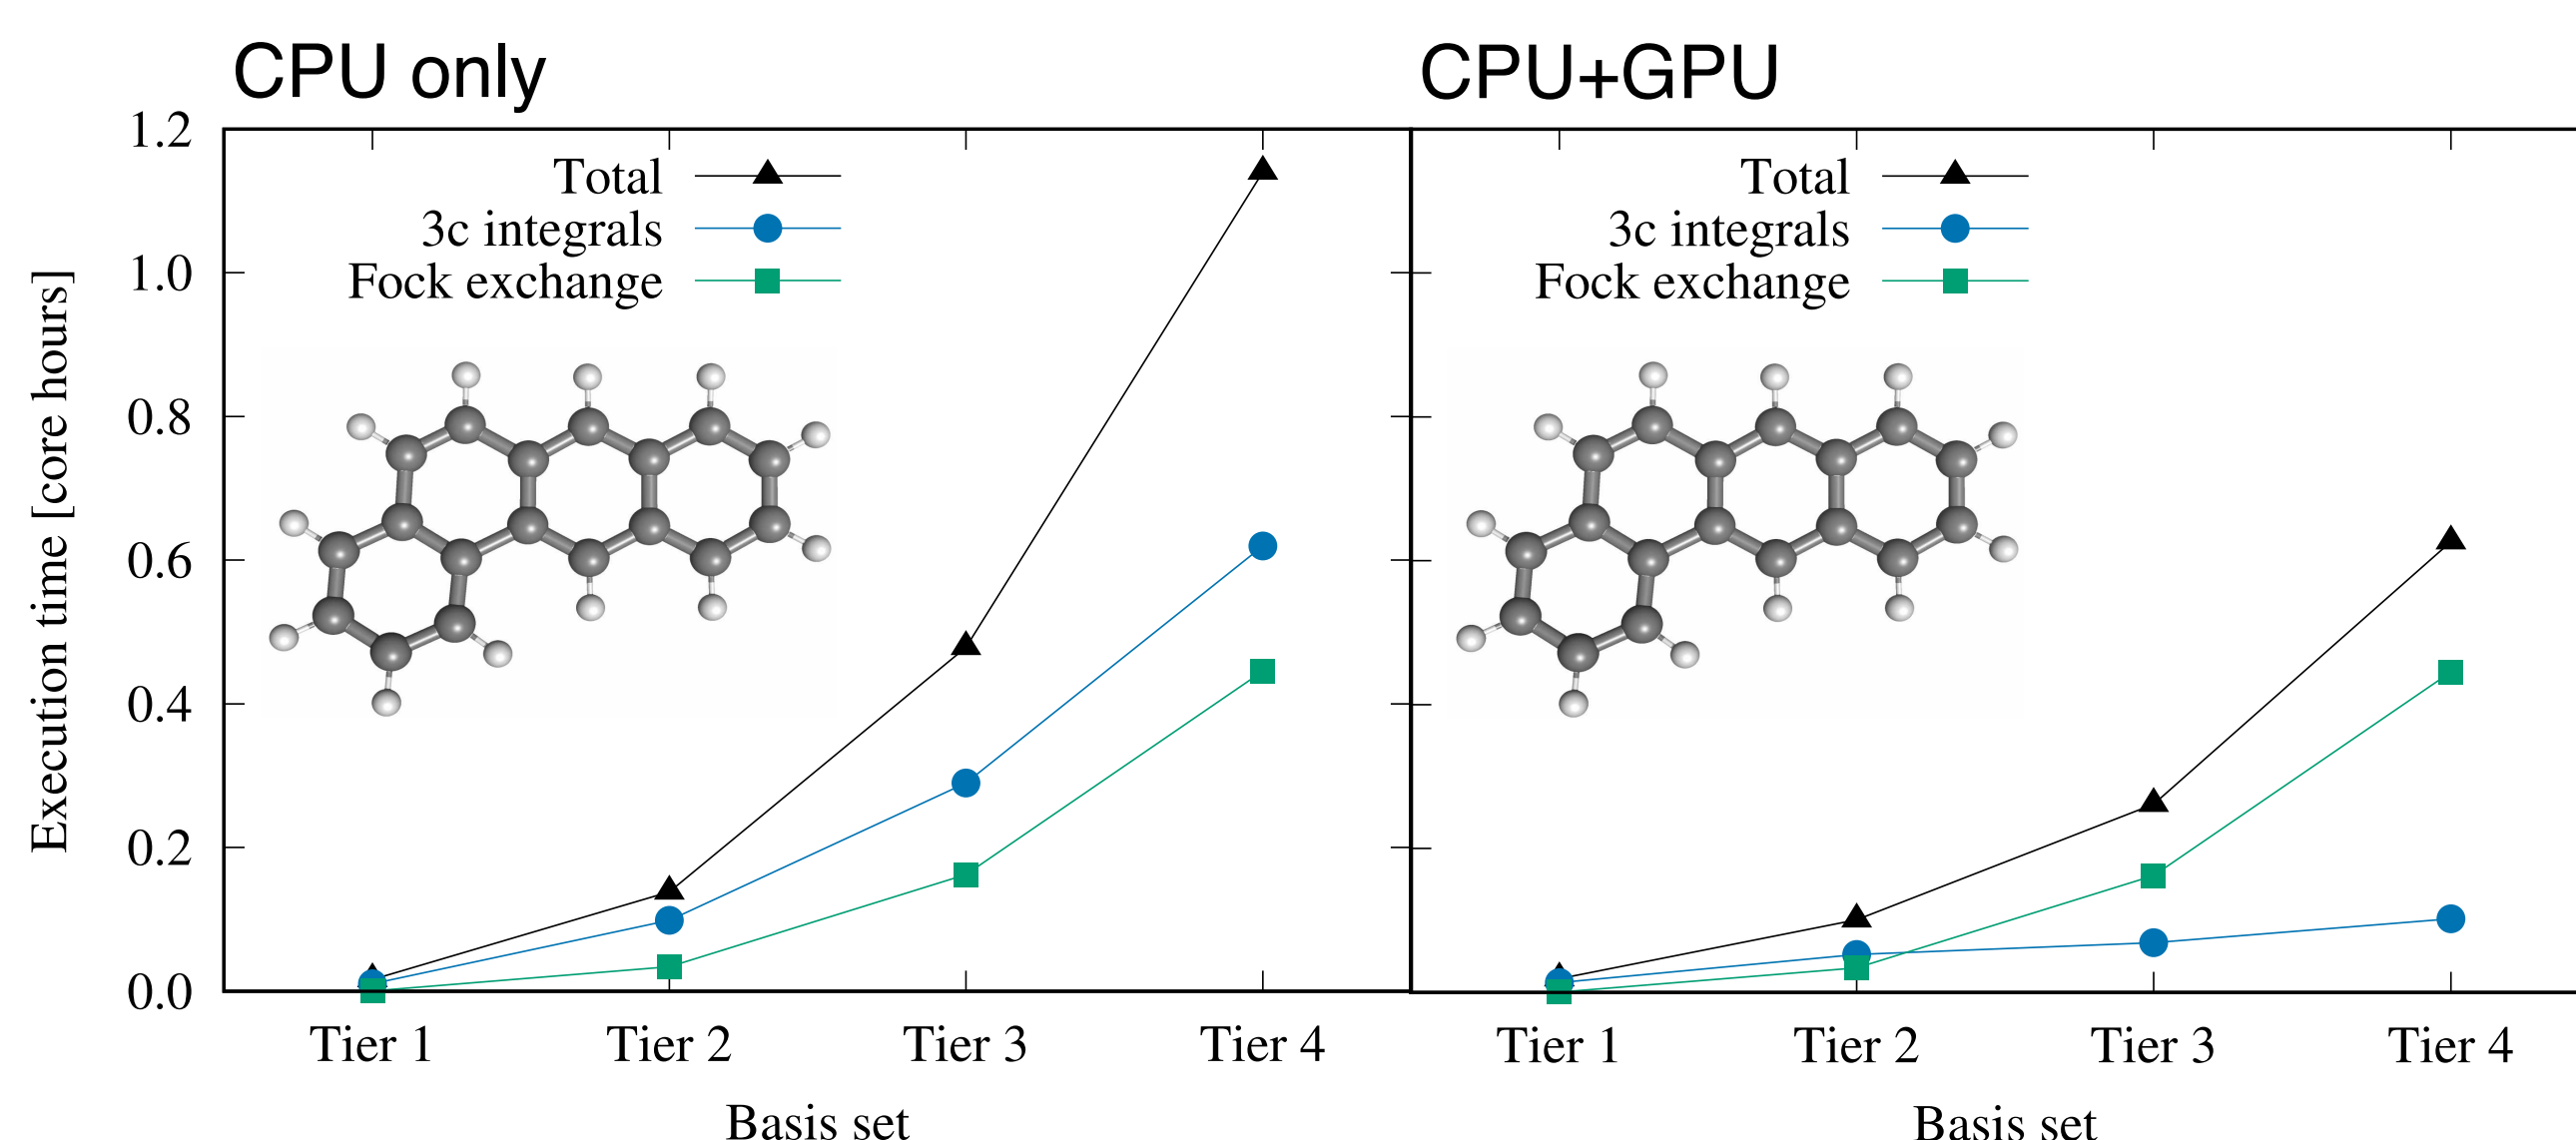 CPU only
CPU+GPU
Execution time [core hours]
1.2
1.0
0.8
0.6
0.4
0.2
0.0
Total
3c integrals
Fock exchange
Tier 1
Tier 2
Tier 3
Tier 4
Basis set
Total
3c integrals
Fock exchange
Tier 1
Tier 2
Tier 3
Tier 4
Basis set